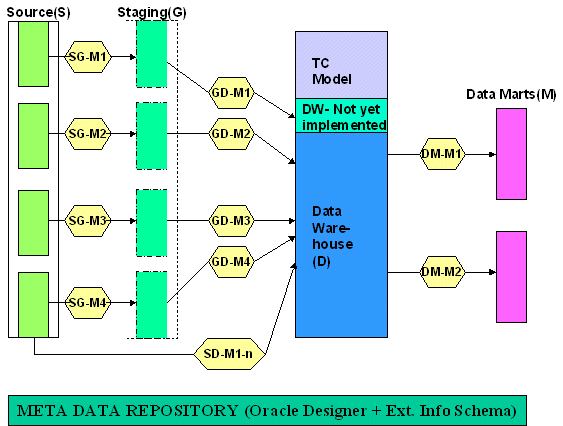 Source(S)
Staging(G)
SG-M1
SG-M2
SG-M3
SG-M4
GD-M1
GD-M2
GD-M3
GD-M4
SD-M1-n
TC
Model
DW- Not yet
implemented
Data
Ware-
house
(D)
DM-M1
DM-M2
Data Marts(M)
META DATA REPOSITORY (Oracle Designer + Ext. Info Schema)